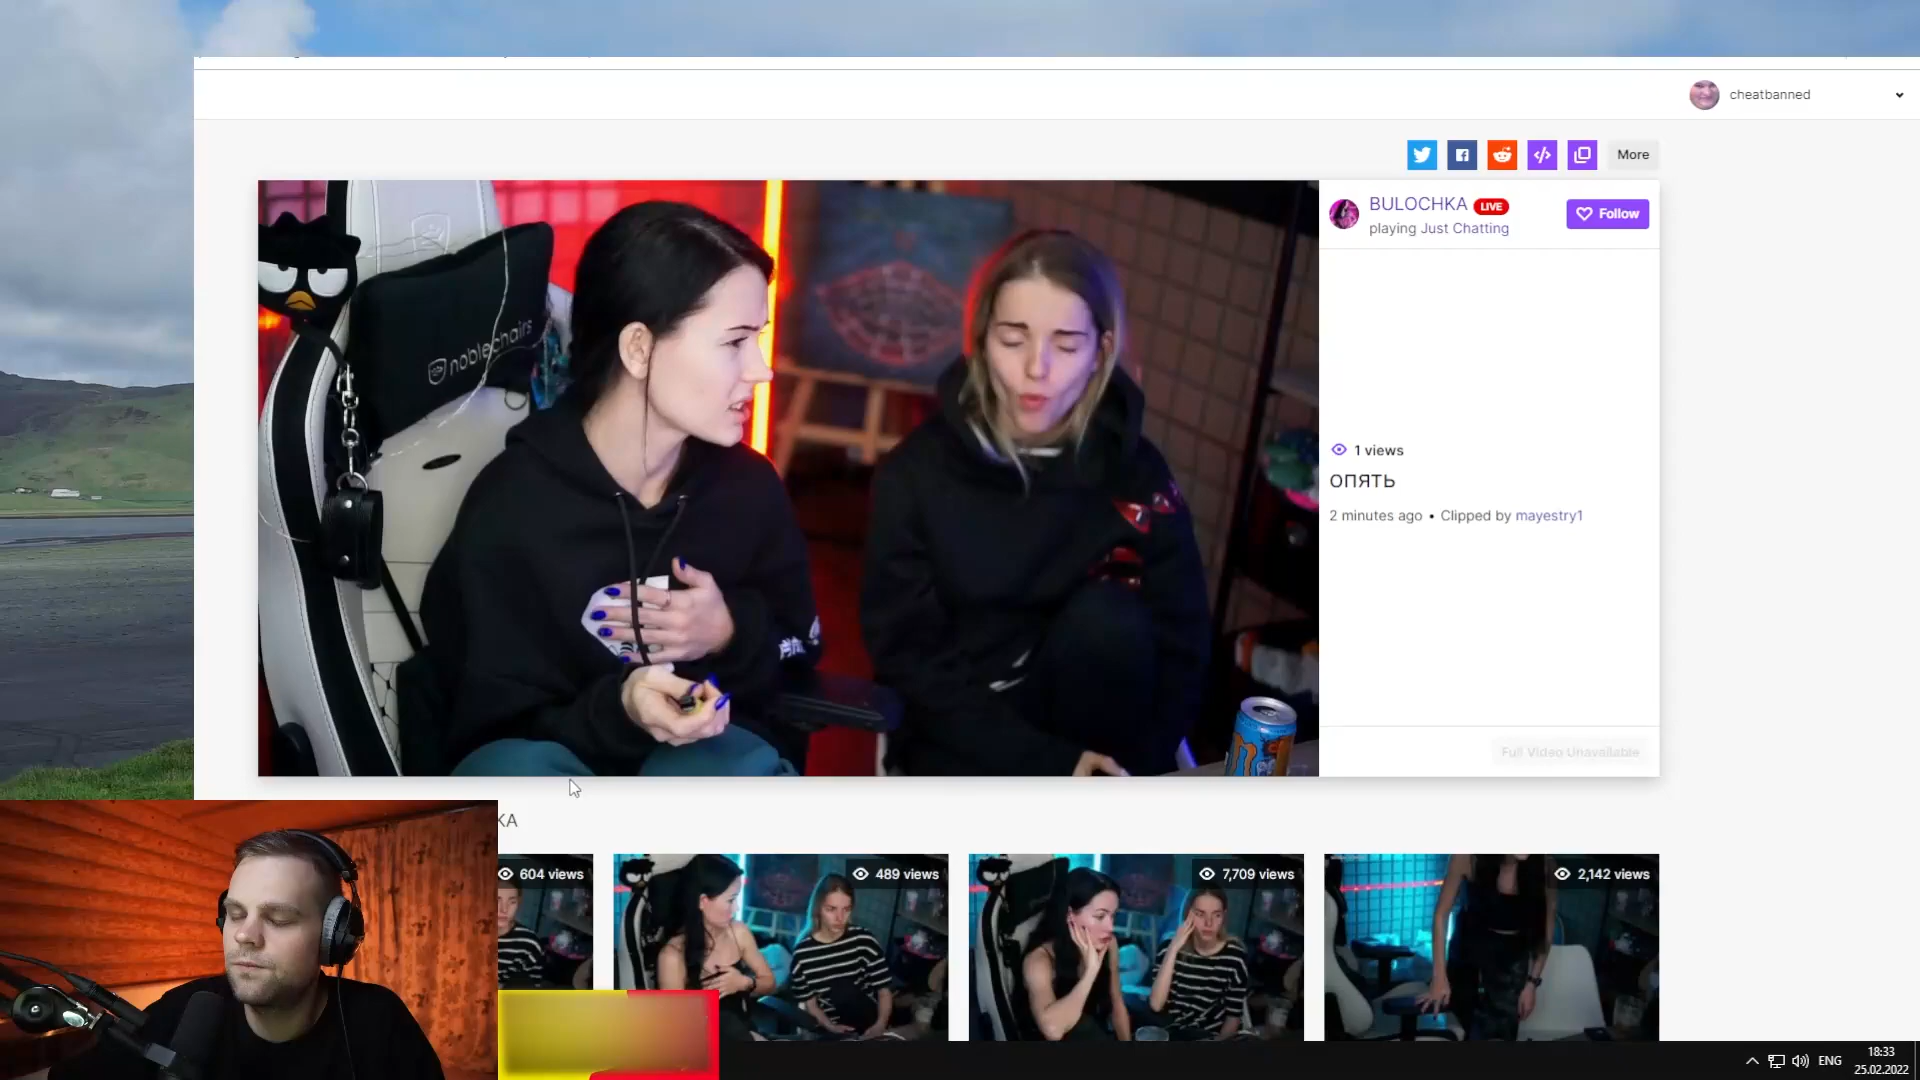 cheatbanned
More
noblechairs
BULOCHKA LIVE
Follow
playing Just Chatting
1 views
ОПЯТЬ
2 minutes ago • Clipped by mayestry1
Full Video Unavailable
KA
604 views
489 views
7,709 views
2,142 views
ENG
18:33
25.02.2022